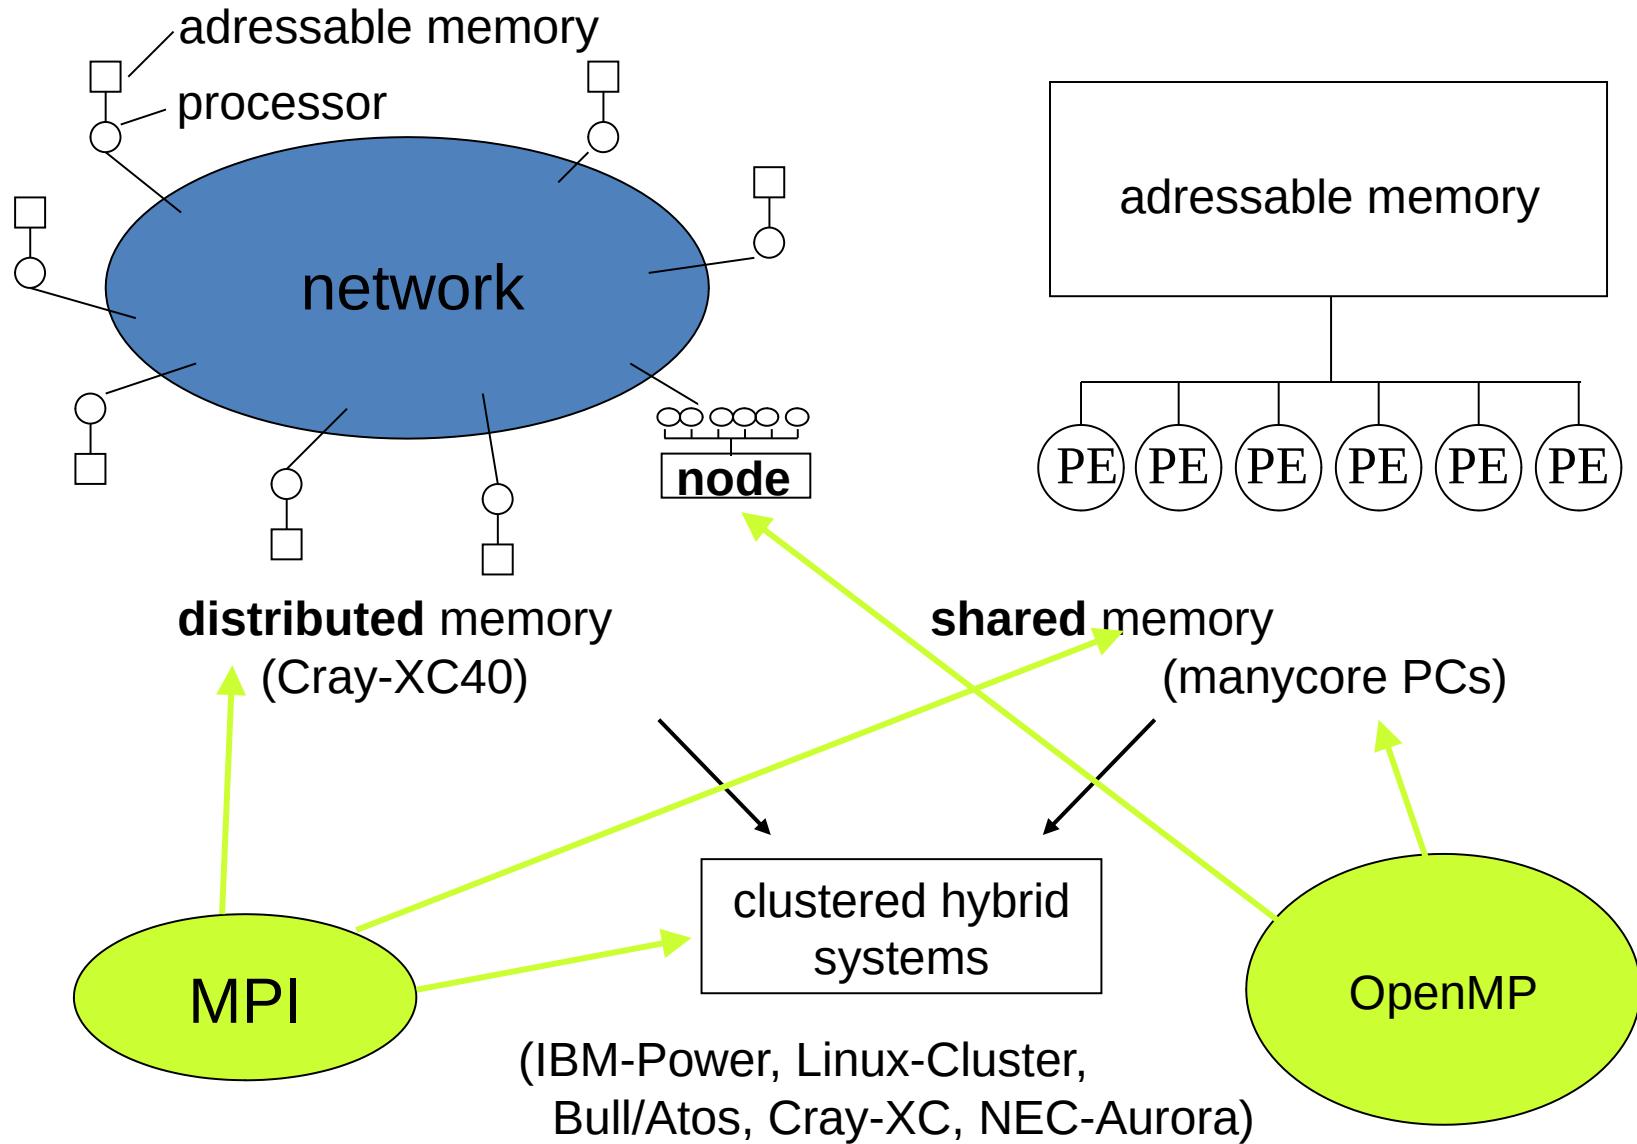 adressable memory
processor
network
node
adressable memory
PE PE PE PE PE PE
distributed memory
(Cray-XC40)
shared memory
(manycore PCs)
clustered hybrid
systems
MPI
OpenMP
(IBM-Power, Linux-Cluster,
Bull/Atos, Cray-XC, NEC-Aurora)